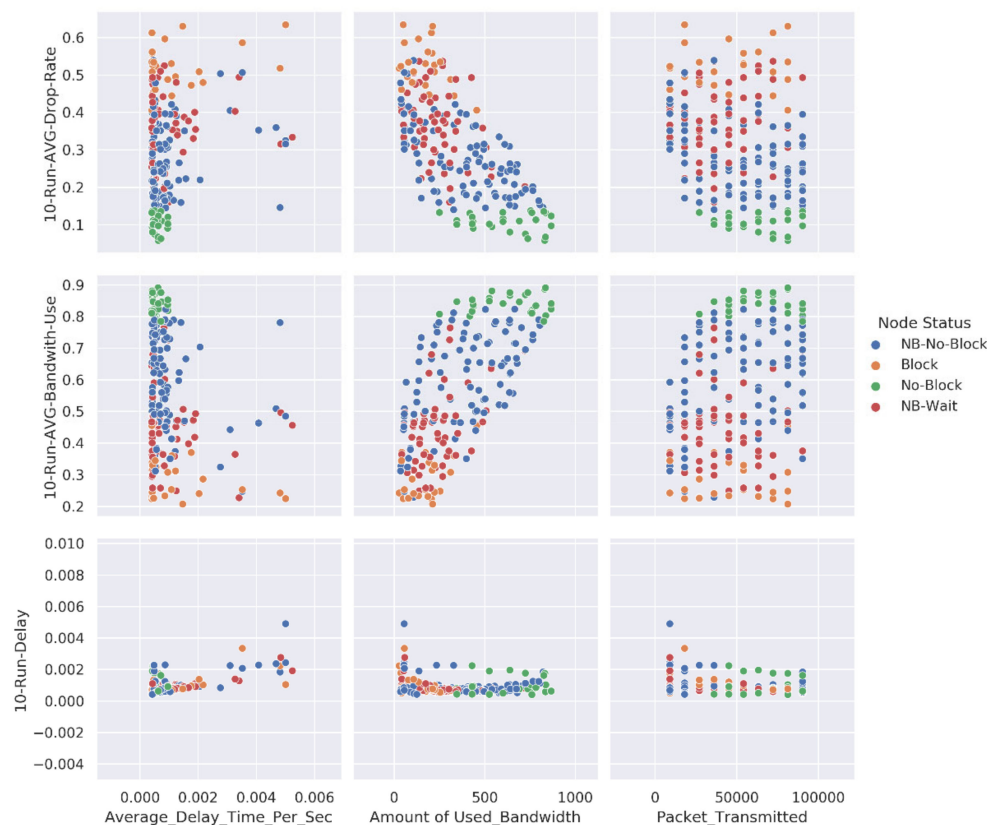 0.6
0.5
0.4
0.3
0.2
0.1
10-Run-AVG-Drop-Rate
0.9
0.8
0.7
0.6
0.5
0.4
0.3
0.2
10-Run-AVG-Bandwith-Use
Node Status
NB-No-Block
Block
No-Block
NB-Wait
0.010
0.008
0.006
0.004
0.002
0.000
−0.002
−0.004
10-Run-Delay
0.000 0.002 0.004 0.006
Average_Delay_Time_Per_Sec
0 500 1000
Amount of Used_Bandwidth
0 50000 100000
Packet_Transmitted